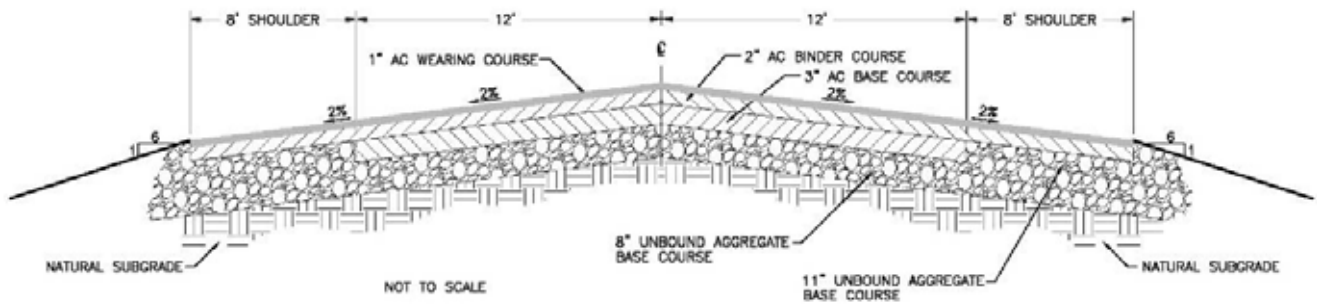 8' SHOULDER
12'
12'
8' SHOULDER
℄
1" AC WEARING COURSE
2" AC BINDER COURSE
3" AC BASE COURSE
2%
2%
2%
2%
6
1
6
1
8" UNBOUND AGGREGATE
BASE COURSE
NATURAL SUBGRADE
NATURAL SUBGRADE
NOT TO SCALE
11" UNBOUND AGGREGATE
BASE COURSE